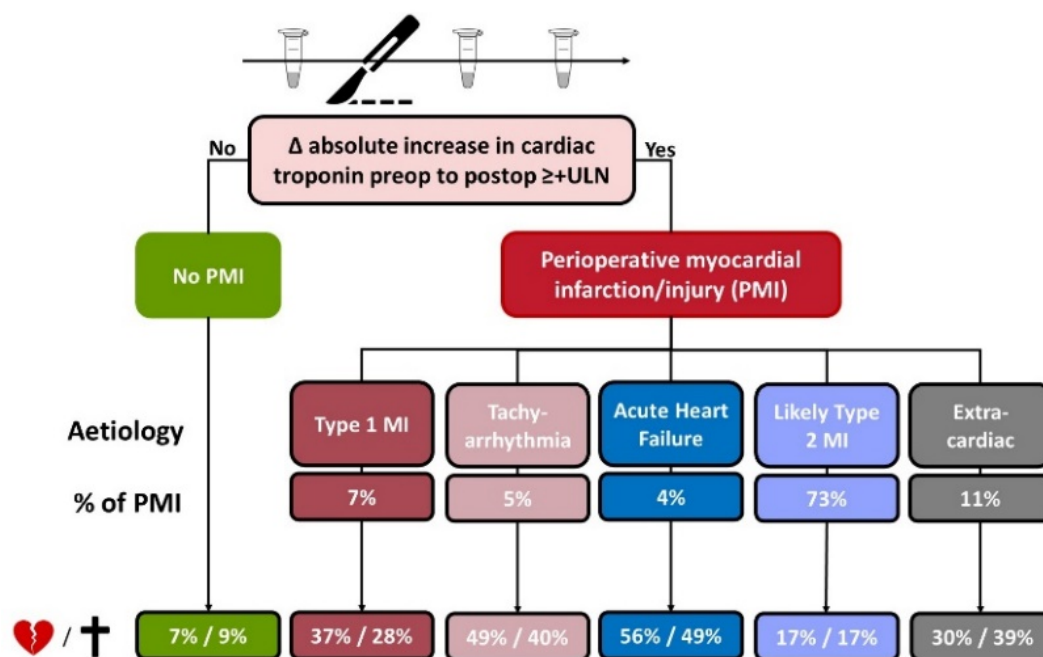 Δ absolute increase in cardiac
troponin preop to postop ≥+ULN
No
Yes
No PMI
Perioperative myocardial
infarction/injury (PMI)
Aetiology
Type 1 MI
Tachy-
arrhythmia
Acute Heart
Failure
Likely Type
2 MI
Extra-
cardiac
% of PMI
7%
5%
4%
73%
11%
/
7% / 9%
37% / 28%
49% / 40%
56% / 49%
17% / 17%
30% / 39%